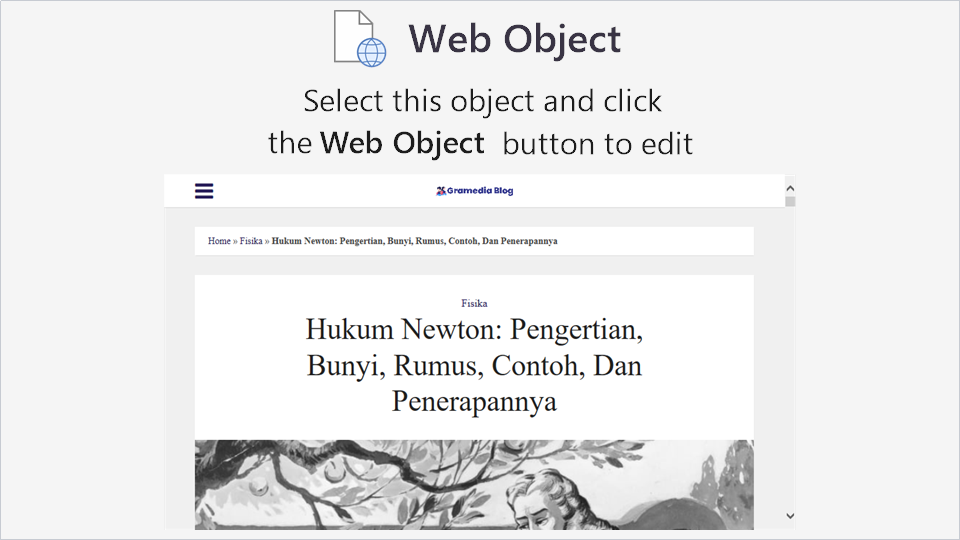 Web Object
Select this object and click
the Web Object button to edit
Gramedia Blog
Home » Fisika » Hukum Newton: Pengertian, Bunyi, Rumus, Contoh, Dan Penerapannya
Fisika
Hukum Newton: Pengertian,
Bunyi, Rumus, Contoh, Dan
Penerapannya